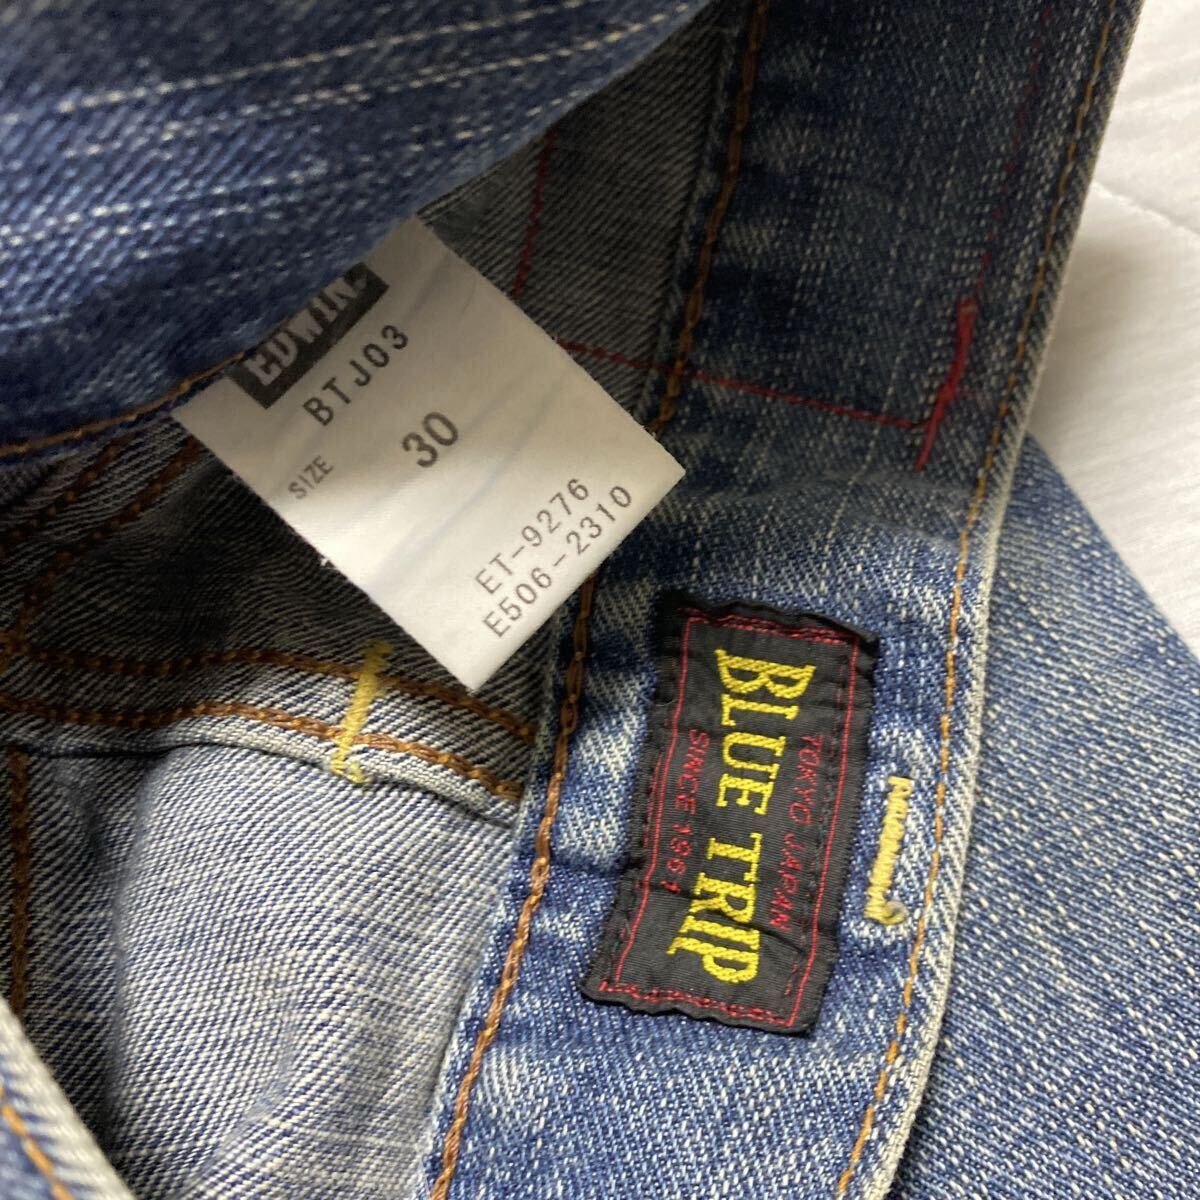 EDWIN
BTJ03
SIZE 30
ET-9276
E506-2310
TOKYO JAPAN
BLUE TRIP
SINCE 1961